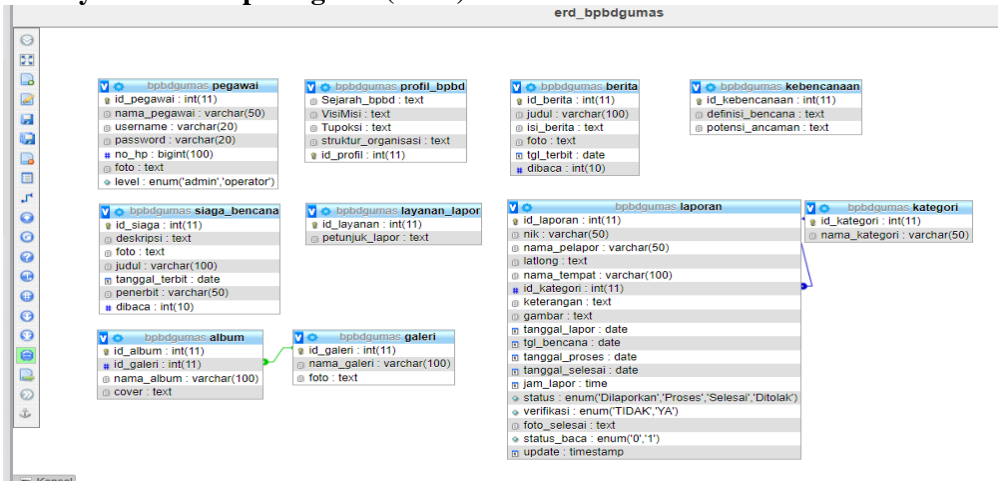 erd_bpbdgumas
bpbdgumas pegawai
id_pegawai : int(11)
nama_pegawai : varchar(50)
username : varchar(20)
password : varchar(20)
no_hp : bigint(100)
foto : text
level : enum('admin','operator')
bpbdgumas profil_bpbd
Sejarah_bpbd : text
VisiMisi : text
Tupoksi : text
struktur_organisasi : text
id_profil : int(11)
bpbdgumas berita
id_berita : int(11)
judul : varchar(100)
isi_berita : text
foto : text
tgl_terbit : date
dibaca : int(10)
bpbdgumas kebencanaan
id_kebencanaan : int(11)
definisi_bencana : text
potensi_ancaman : text
bpbdgumas siaga_bencana
id_siaga : int(11)
deskripsi : text
foto : text
judul : varchar(100)
tanggal_terbit : date
penerbit : varchar(50)
dibaca : int(10)
bpbdgumas layanan_lapor
id_layanan : int(11)
petunjuk_lapor : text
bpbdgumas laporan
id_laporan : int(11)
nik : varchar(50)
nama_pelapor : varchar(50)
latlong : text
nama_tempat : varchar(100)
id_kategori : int(11)
keterangan : text
gambar : text
tanggal_lapor : date
tgl_bencana : date
tanggal_proses : date
tanggal_selesai : date
jam_lapor : time
status : enum('Dilaporkan','Proses','Selesai','Ditolak')
verifikasi : enum('TIDAK','YA')
foto_selesai : text
status_baca : enum('0','1')
update : timestamp
bpbdgumas kategori
id_kategori : int(11)
nama_kategori : varchar(50)
bpbdgumas album
id_album : int(11)
id_galeri : int(11)
nama_album : varchar(100)
cover : text
bpbdgumas galeri
id_galeri : int(11)
nama_galeri : varchar(100)
foto : text